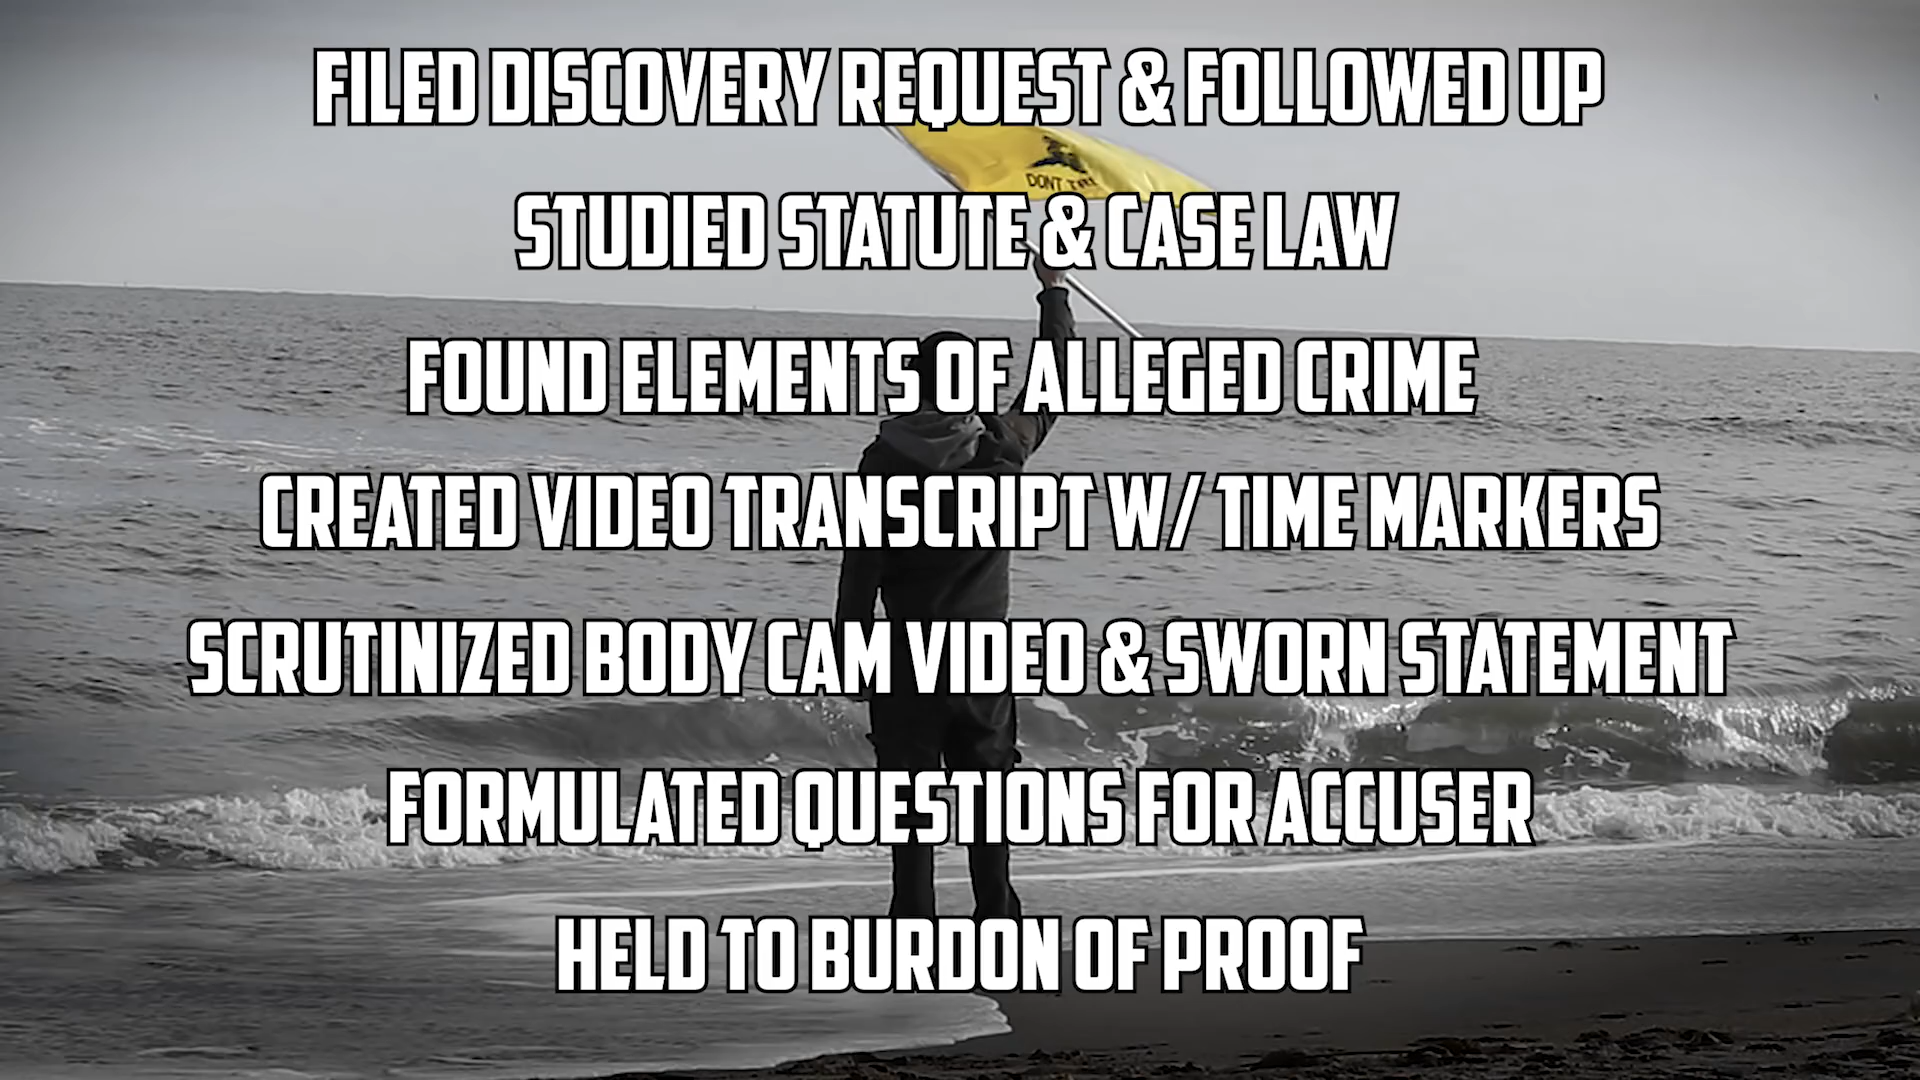 FILED DISCOVERY REQUEST & FOLLOWED UP
DONT
STUDIED STATUTE & CASE LAW
FOUND ELEMENTS OF ALLEGED CRIME
CREATED VIDEO TRANSCRIPT W/ TIME MARKERS
SCRUTINIZED BODY CAM VIDEO & SWORN STATEMENT
FORMULATED QUESTIONS FOR ACCUSER
HELD TO BURDON OF PROOF